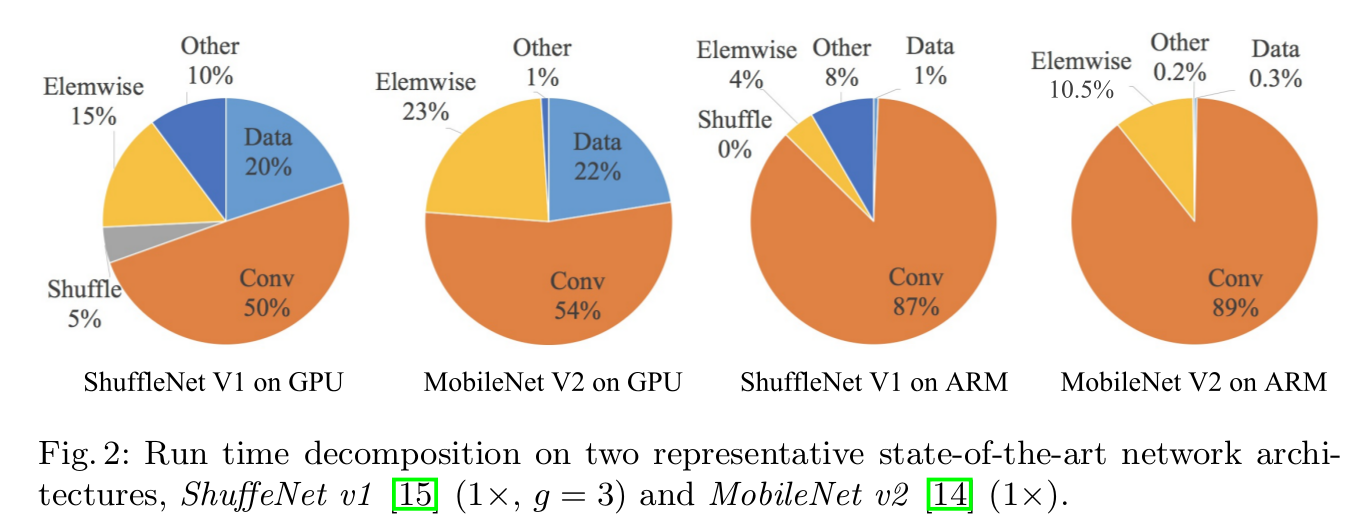 Other
10%
Elemwise
15%
Data
20%
Conv
50%
Shuffle
5%
ShuffleNet V1 on GPU
Other
1%
Elemwise
23%
Data
22%
Conv
54%
MobileNet V2 on GPU
Elemwise
4%
Other
8%
Data
1%
Shuffle
0%
Conv
87%
ShuffleNet V1 on ARM
Elemwise
10.5%
Other
0.2%
Data
0.3%
Conv
89%
MobileNet V2 on ARM
Fig. 2: Run time decomposition on two representative state-of-the-art network archi-
tectures, ShuffeNet v1 [15] (1×, g = 3) and MobileNet v2 [14] (1×).